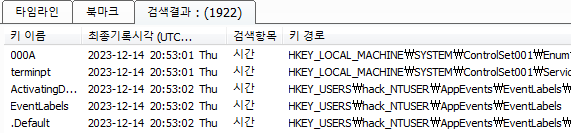 타임라인 북마크 검색결과 : (1922)
키 이름 최종기록시각 (UTC... 검색항목 키 경로
000A 2023-12-14 20:53:01 Thu 시간 HKEY_LOCAL_MACHINE₩SYSTEM₩ControlSet001₩Enum
terminpt 2023-12-14 20:53:01 Thu 시간 HKEY_LOCAL_MACHINE₩SYSTEM₩ControlSet001₩Servic
ActivatingD... 2023-12-14 20:53:02 Thu 시간 HKEY_USERS₩hack_NTUSER₩AppEvents₩EventLabels₩
EventLabels 2023-12-14 20:53:02 Thu 시간 HKEY_USERS₩hack_NTUSER₩AppEvents₩EventLabels
.Default 2023-12-14 20:53:02 Thu 시간 HKEY_USERS₩hack_NTUSER₩AppEvents₩EventLabels₩